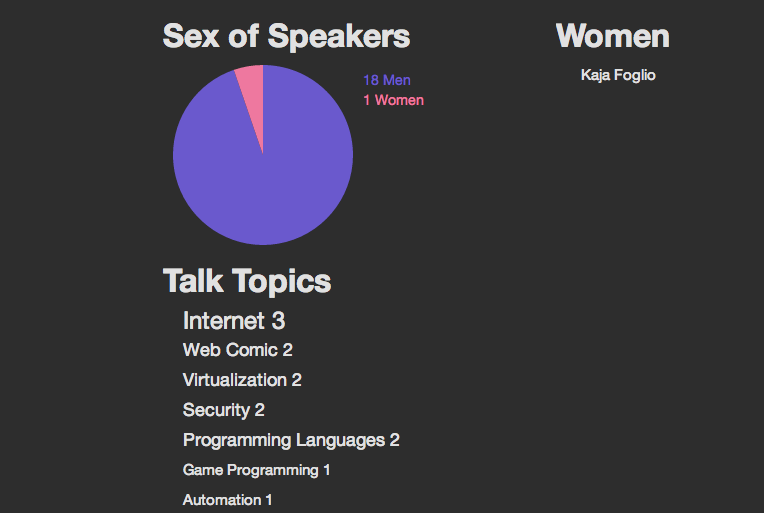 Sex of Speakers
18 Men
1 Women
Women
Kaja Foglio
Talk Topics
Internet 3
Web Comic 2
Virtualization 2
Security 2
Programming Languages 2
Game Programming 1
Automation 1